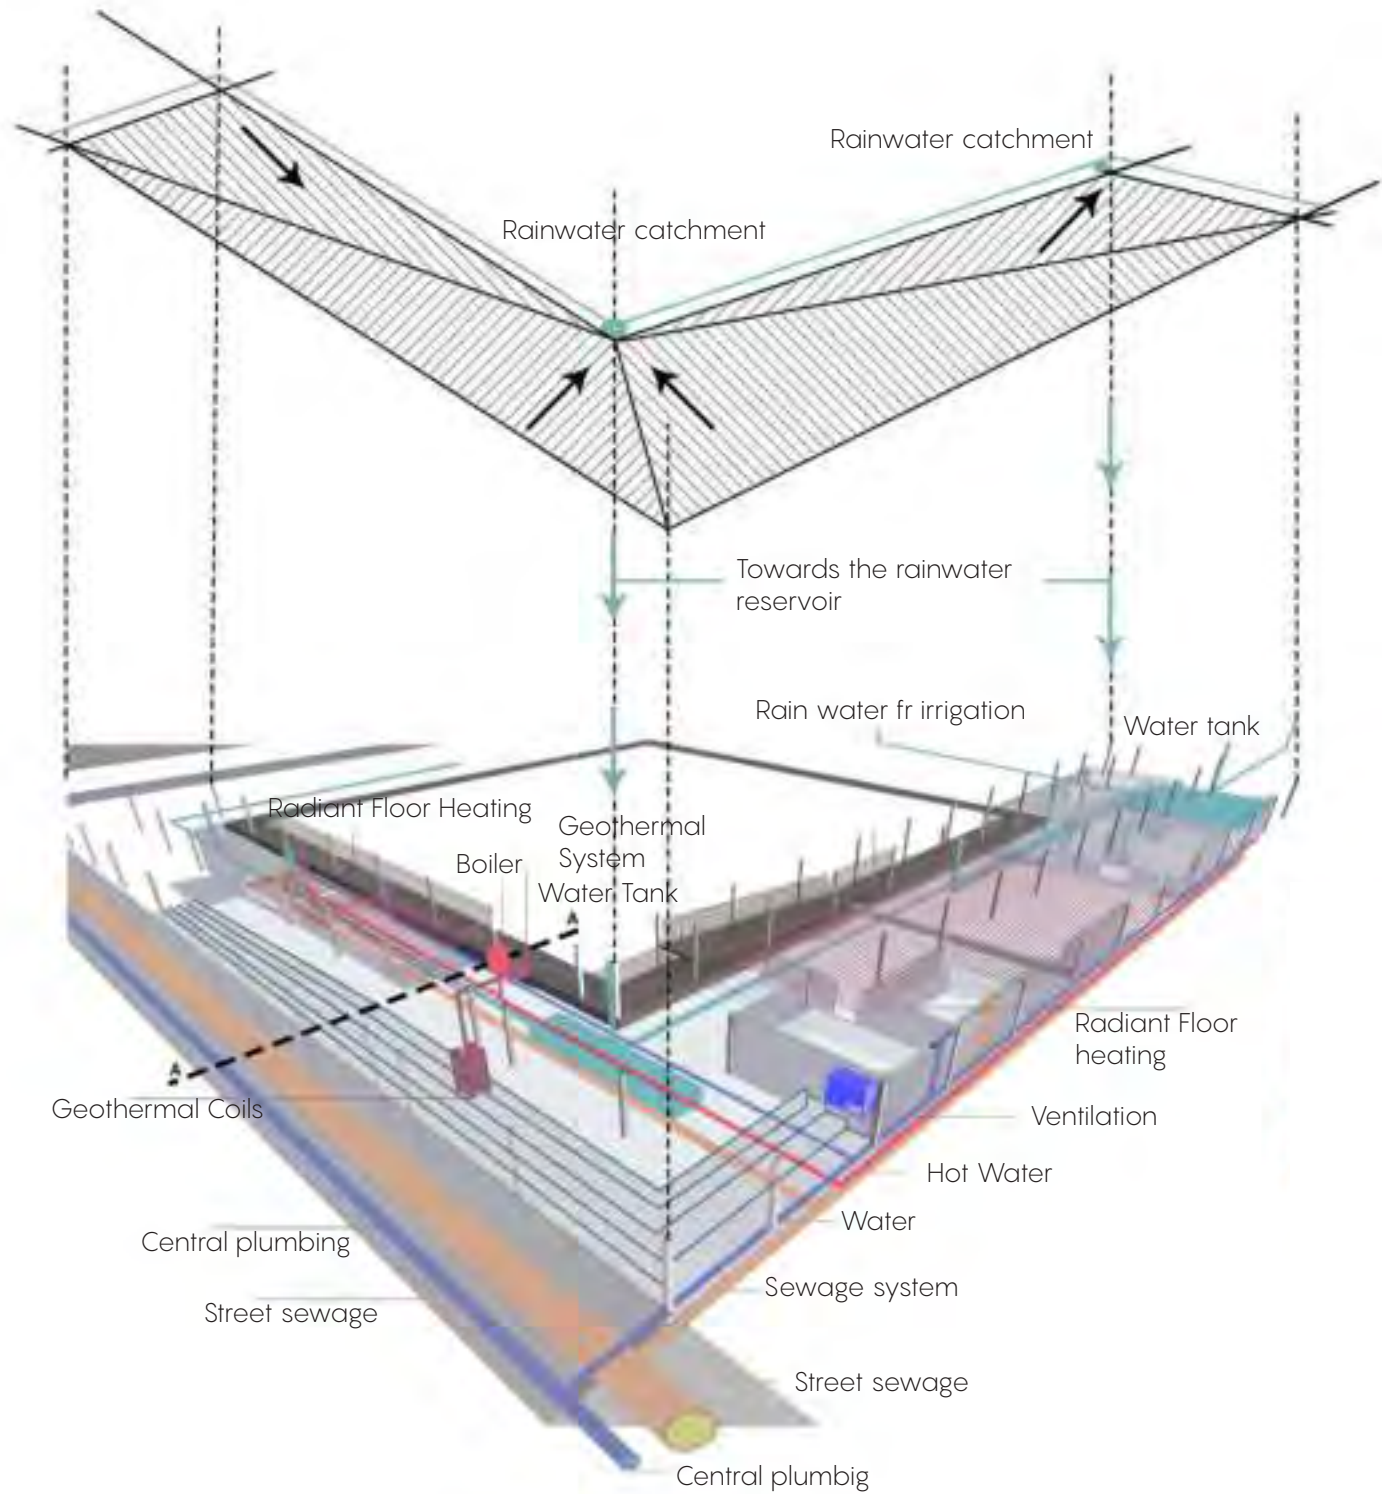 Rainwater catchment
Rainwater catchment
Towards the rainwater
reservoir
Rain water fr irrigation
Water tank
Radiant Floor Heating
Geothermal
System
Boiler
Water Tank
A
A
Radiant Floor
heating
Geothermal Coils
Ventilation
Hot Water
Water
Central plumbing
Sewage system
Street sewage
Street sewage
Central plumbig